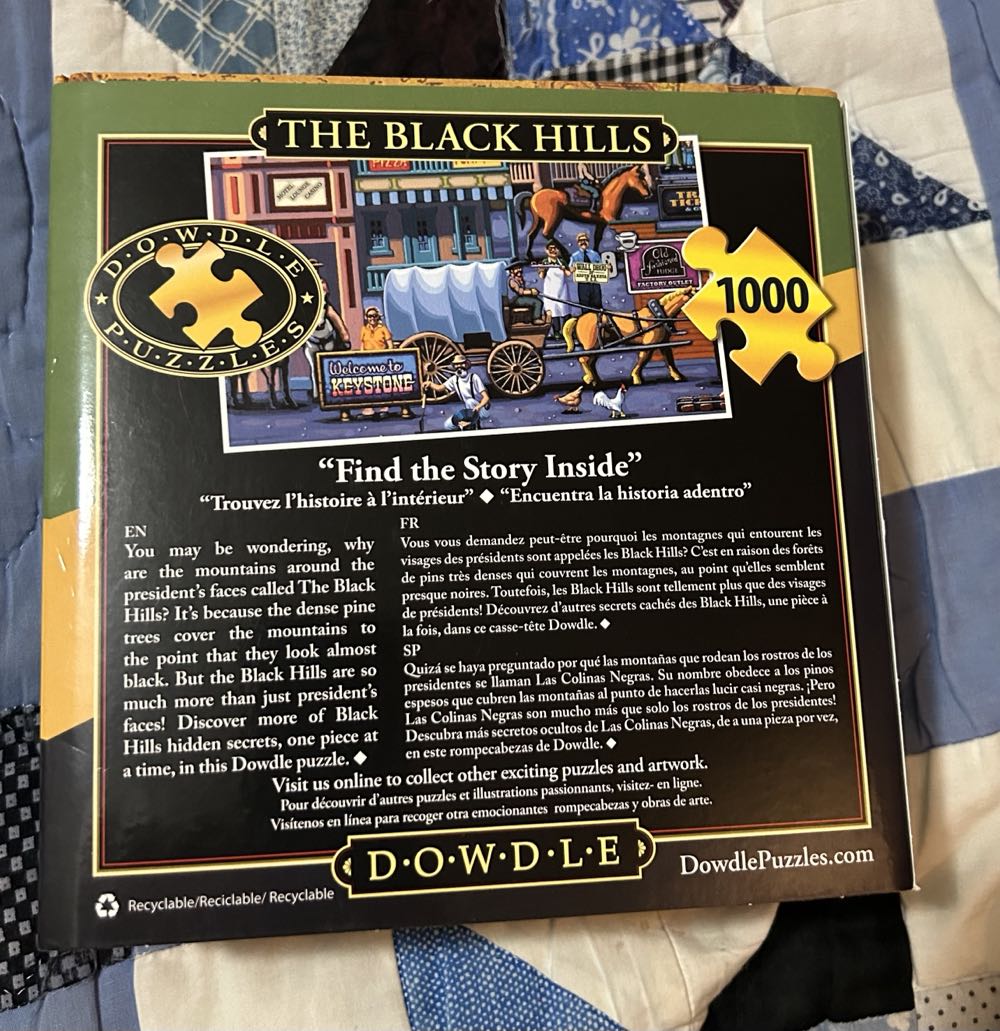 THE BLACK HILLS
PIZZA
MOTEL
LOUNGE
CASINO
D·O·W·D·L·E
P·U·Z·Z·L·E·S
WALL DRUG
Old
fashioned
FUDGE
FACTORY OUTLET
1000
Welcome to
KEYSTONE
“Find the Story Inside”
“Trouvez l’histoire à l’intérieur” ◆ “Encuentra la historia adentro”
EN
You may be wondering, why
are the mountains around the
president’s faces called The Black
Hills? It’s because the dense pine
trees cover the mountains to
the point that they look almost
black. But the Black Hills are so
much more than just president’s
faces! Discover more of Black
Hills hidden secrets, one piece at
a time, in this Dowdle puzzle. ◆
FR
Vous vous demandez peut-être pourquoi les montagnes qui entourent les
visages des présidents sont appelées les Black Hills? C’est en raison des forêts
de pins très denses qui couvrent les montagnes, au point qu’elles semblent
presque noires. Toutefois, les Black Hills sont tellement plus que des visages
de présidents! Découvrez d’autres secrets cachés des Black Hills, une pièce à
la fois, dans ce casse-tête Dowdle. ◆
SP
Quizá se haya preguntado por qué las montañas que rodean los rostros de los
presidentes se llaman Las Colinas Negras. Su nombre obedece a los pinos
espesos que cubren las montañas al punto de hacerlas lucir casi negras. ¡Pero
Las Colinas Negras son mucho más que solo los rostros de los presidentes!
Descubra más secretos ocultos de Las Colinas Negras, de a una pieza por vez,
en este rompecabezas de Dowdle. ◆
Visit us online to collect other exciting puzzles and artwork.
Pour découvrir d’autres puzzles et illustrations passionnants, visitez- en ligne.
Visítenos en línea para recoger otra emocionantes rompecabezas y obras de arte.
D·O·W·D·L·E
DowdlePuzzles.com
Recyclable/Reciclable/ Recyclable